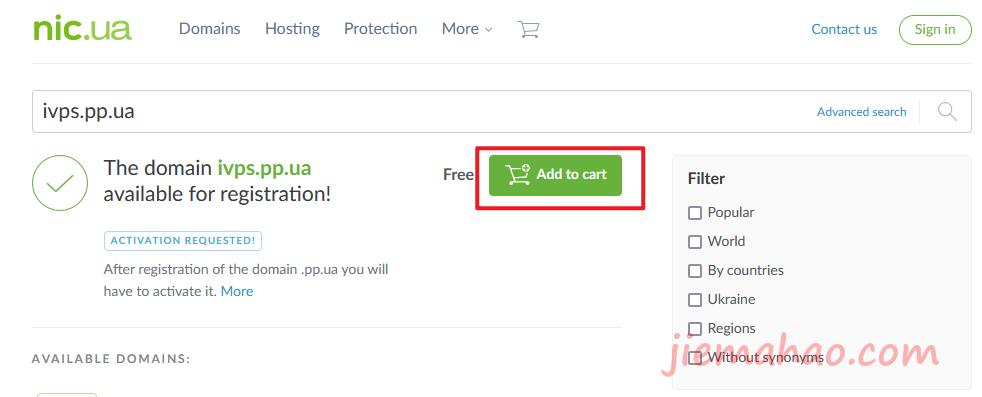 nic.ua
Domains Hosting Protection More
Contact us
Sign in
ivps.pp.ua
Advanced search
The domain ivps.pp.ua
available for registration!
Free
Add to cart
ACTIVATION REQUESTED!
After registration of the domain .pp.ua you will
have to activate it. More
AVAILABLE DOMAINS:
Filter
Popular
World
By countries
Ukraine
Regions
Without synonyms
jiemahao.com